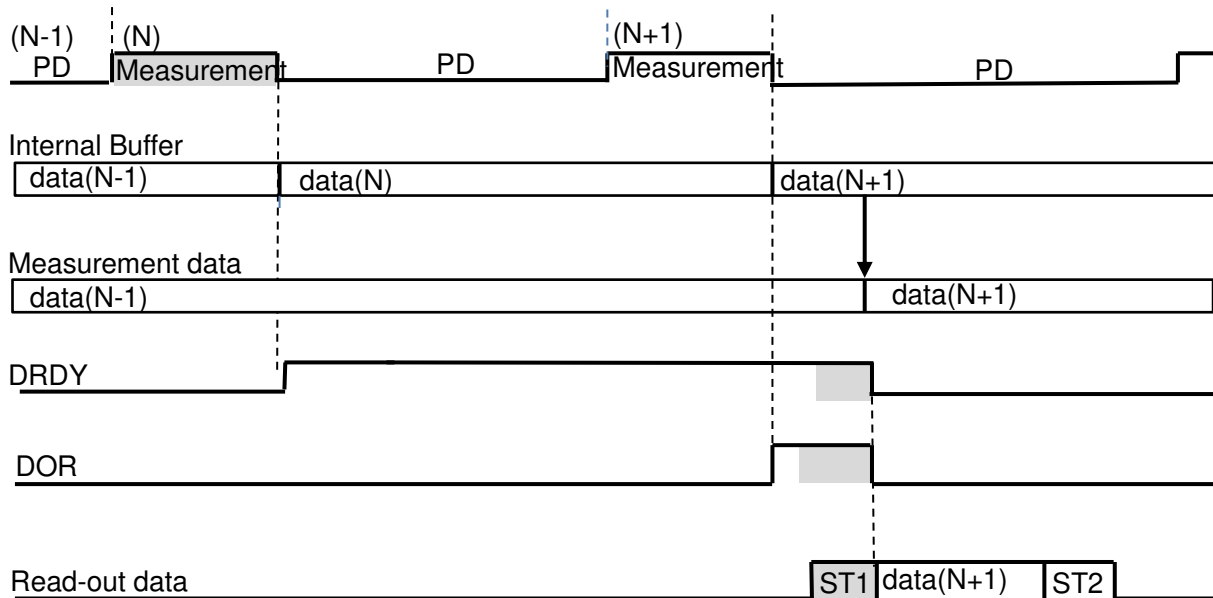 (N-1) (N) (N+1)
PD Measurement PD Measurement PD
Internal Buffer
data(N-1) data(N) data(N+1)
Measurement data
data(N-1) data(N+1)
DRDY
DOR
Read-out data ST1 data(N+1) ST2